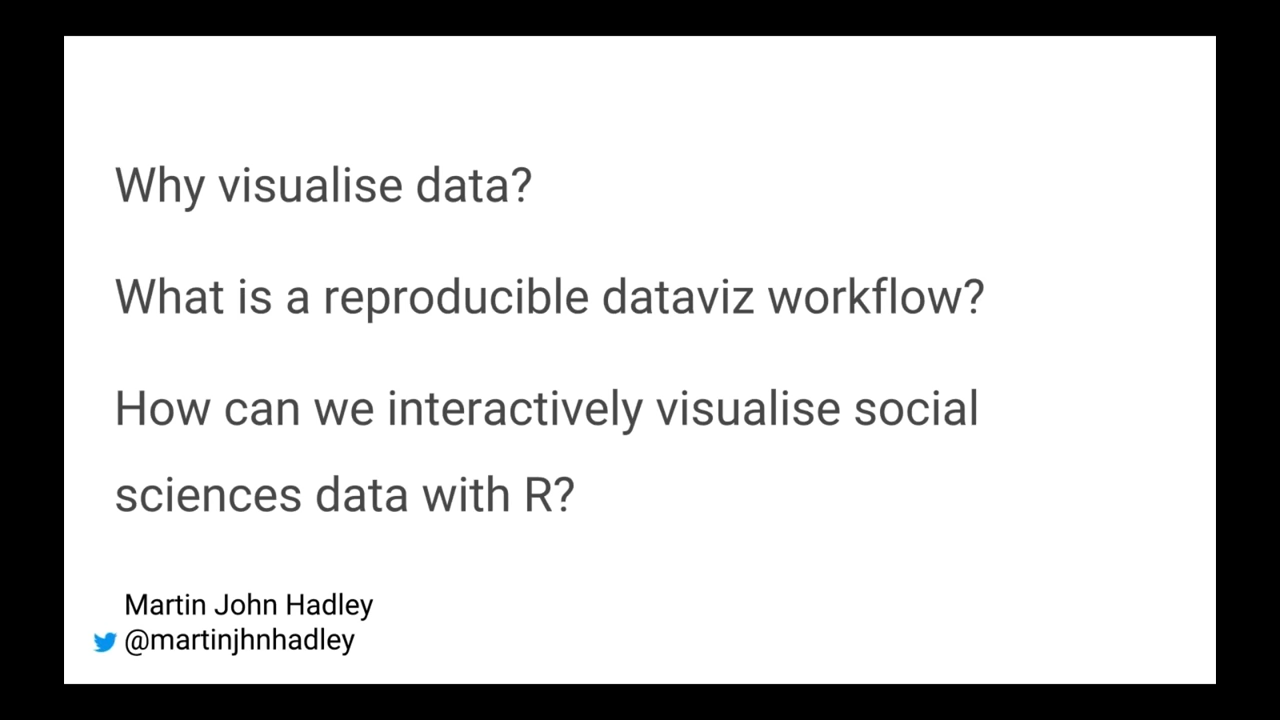 Why visualise data?
What is a reproducible dataviz workflow?
How can we interactively visualise social
sciences data with R?
Martin John Hadley
@martinjhnhadley